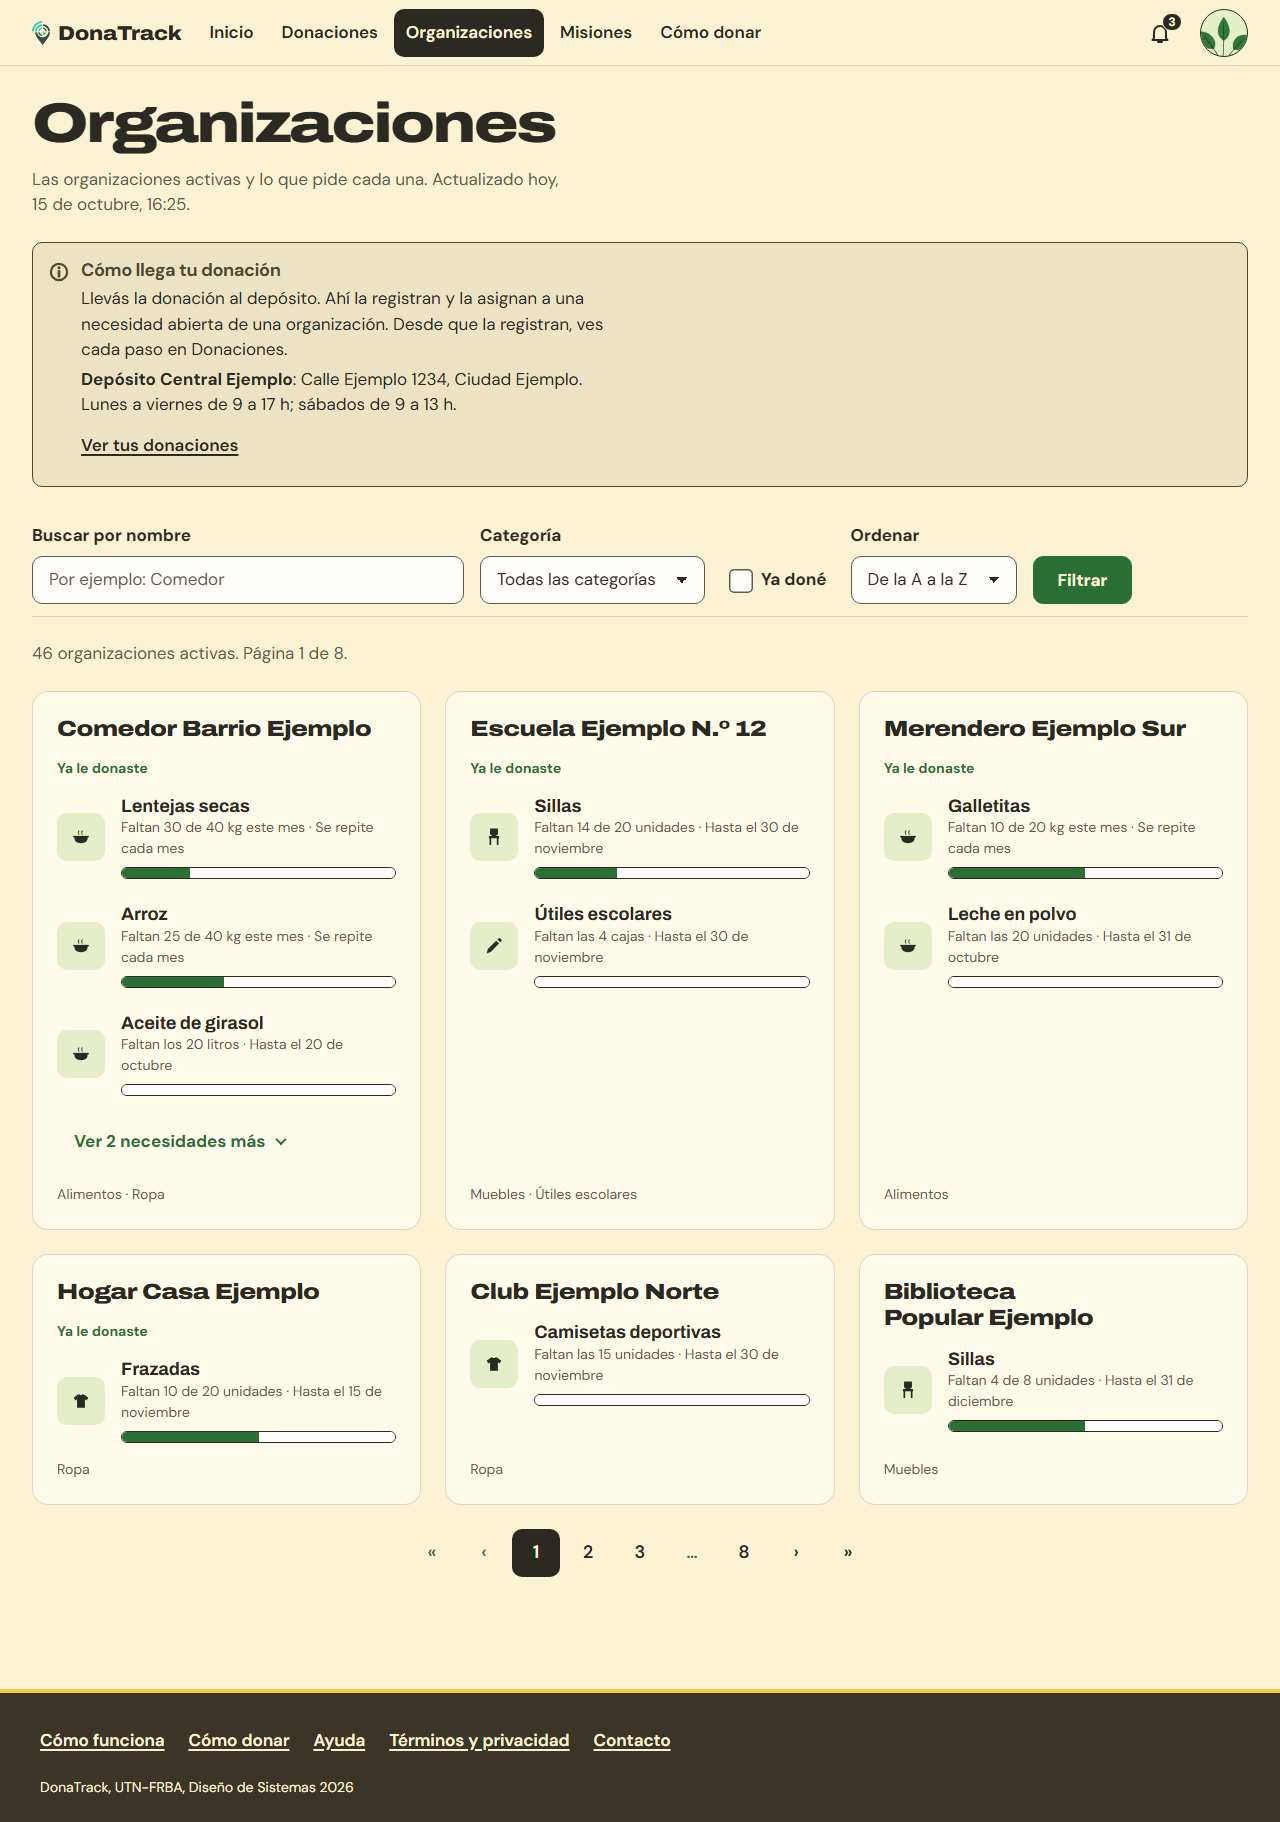 DonaTrack
Inicio
Donaciones
Organizaciones
Misiones
Cómo donar
3
Organizaciones
Las organizaciones activas y lo que pide cada una. Actualizado hoy,
15 de octubre, 16:25.
Cómo llega tu donación
Llevás la donación al depósito. Ahí la registran y la asignan a una
necesidad abierta de una organización. Desde que la registran, ves
cada paso en Donaciones.
Depósito Central Ejemplo: Calle Ejemplo 1234, Ciudad Ejemplo.
Lunes a viernes de 9 a 17 h; sábados de 9 a 13 h.
Ver tus donaciones
Buscar por nombre
Por ejemplo: Comedor
Categoría
Todas las categorías
Ya doné
Ordenar
De la A a la Z
Filtrar
46 organizaciones activas. Página 1 de 8.
Comedor Barrio Ejemplo
Ya le donaste
Lentejas secas
Faltan 30 de 40 kg este mes · Se repite
cada mes
Arroz
Faltan 25 de 40 kg este mes · Se repite
cada mes
Aceite de girasol
Faltan los 20 litros · Hasta el 20 de
octubre
Ver 2 necesidades más
Alimentos · Ropa
Escuela Ejemplo N.º 12
Ya le donaste
Sillas
Faltan 14 de 20 unidades · Hasta el 30 de
noviembre
Útiles escolares
Faltan las 4 cajas · Hasta el 30 de
noviembre
Muebles · Útiles escolares
Merendero Ejemplo Sur
Ya le donaste
Galletitas
Faltan 10 de 20 kg este mes · Se repite
cada mes
Leche en polvo
Faltan las 20 unidades · Hasta el 31 de
octubre
Alimentos
Hogar Casa Ejemplo
Ya le donaste
Frazadas
Faltan 10 de 20 unidades · Hasta el 15 de
noviembre
Ropa
Club Ejemplo Norte
Camisetas deportivas
Faltan las 15 unidades · Hasta el 30 de
noviembre
Ropa
Biblioteca
Popular Ejemplo
Sillas
Faltan 4 de 8 unidades · Hasta el 31 de
diciembre
Muebles
« ‹ 1 2 3 … 8 › »
Cómo funciona
Cómo donar
Ayuda
Términos y privacidad
Contacto
DonaTrack, UTN-FRBA, Diseño de Sistemas 2026